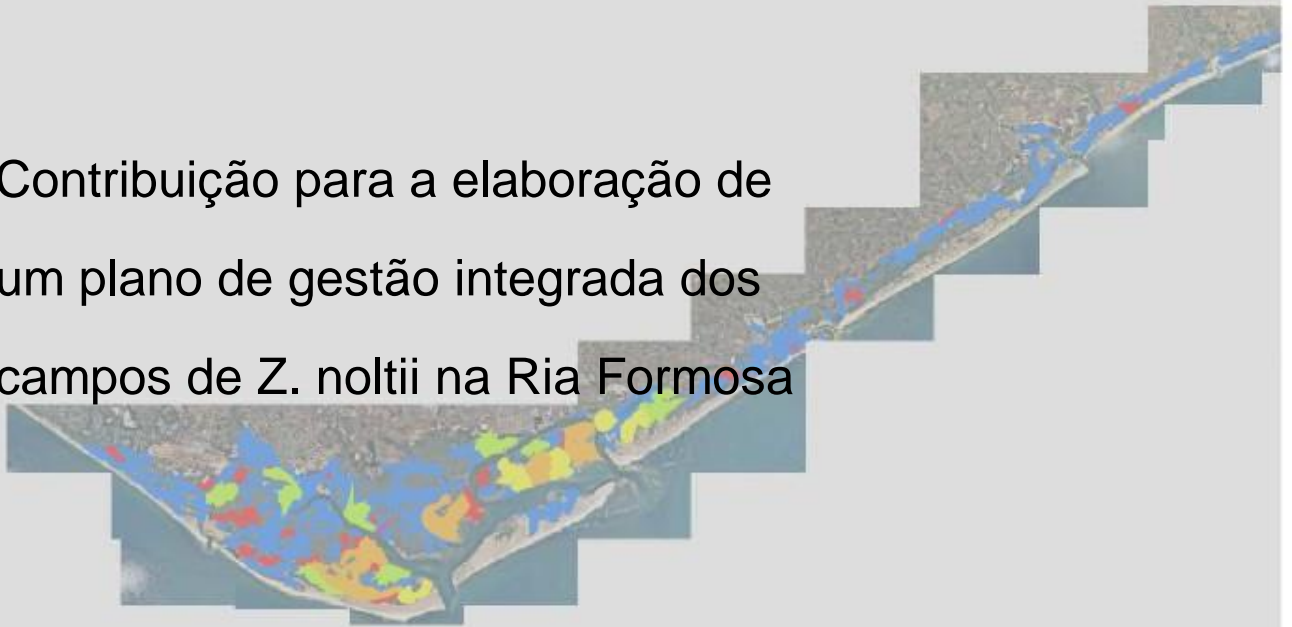 Contribuição para a elaboração de
um plano de gestão integrada dos
campos de Z. noltii na Ria Formosa